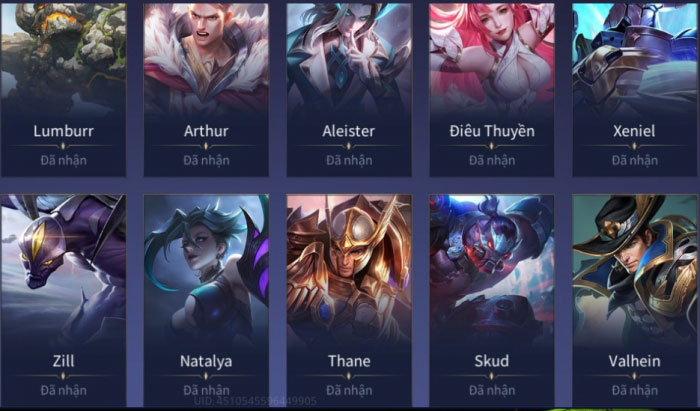 Lumburr
Arthur
Aleister
Điêu Thuyền
Xeniel
Đã nhận
Đã nhận
Đã nhận
Đã nhận
Đã nhận
Zill
Natalya
Thane
Skud
Valhein
Đã nhận
Đã nhận
Đã nhận
Đã nhận
Đã nhận
UID:4510545596449905